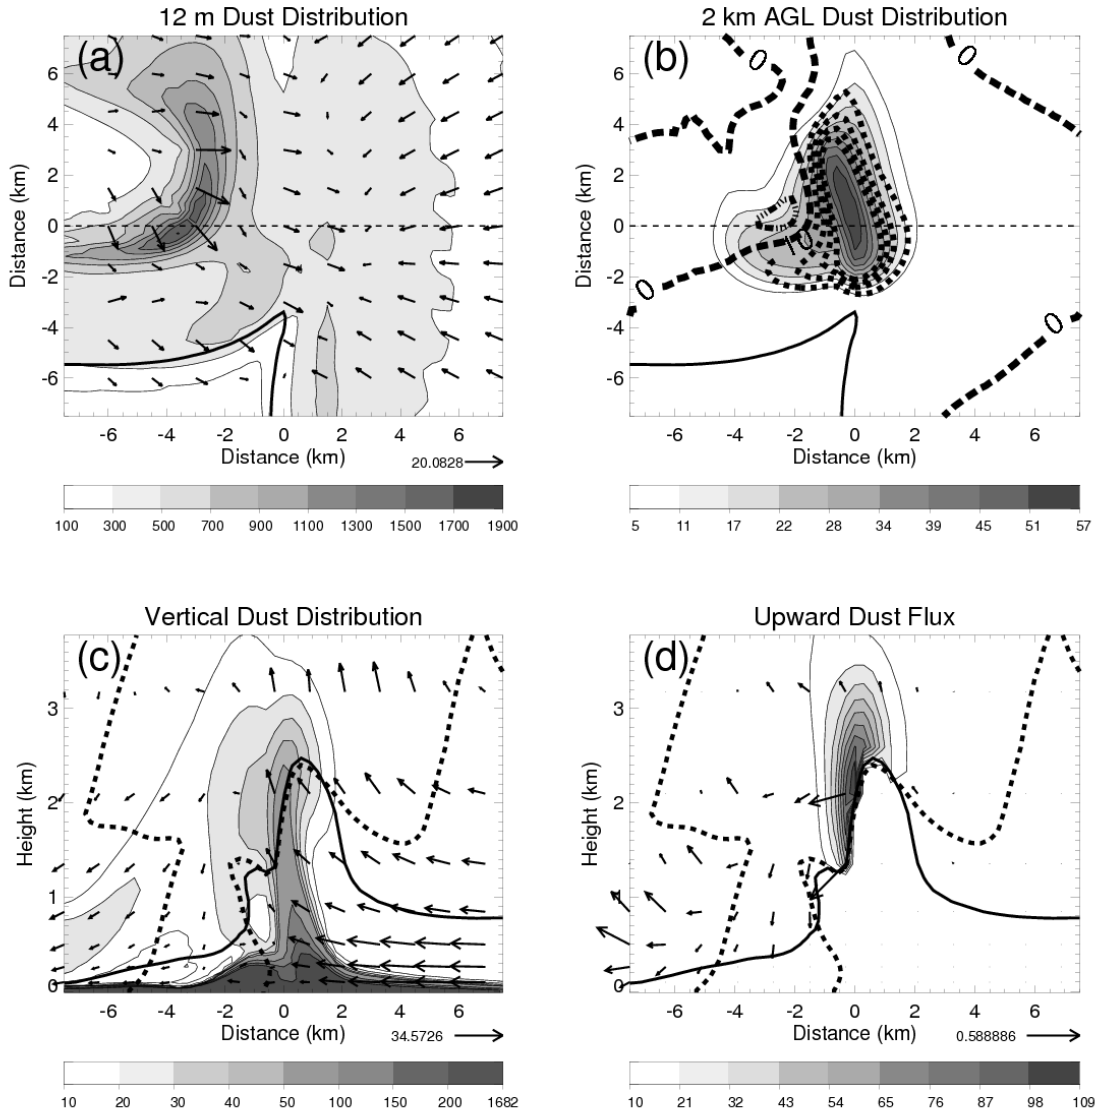 12 m Dust Distribution
(a)
6
4
2
0
-2
-4
-6
Distance (km)
-6 -4 -2 0 2 4 6
Distance (km)
20.0828
100 300 500 700 900 1100 1300 1500 1700 1900
2 km AGL Dust Distribution
(b)
0
0
0
0
0
6
4
2
0
-2
-4
-6
Distance (km)
-6 -4 -2 0 2 4 6
Distance (km)
5 11 17 22 28 34 39 45 51 57
Vertical Dust Distribution
(c)
3
2
1
0
Height (km)
-6 -4 -2 0 2 4 6
Distance (km)
34.5726
10 20 30 40 50 100 150 200 1682
Upward Dust Flux
(d)
3
2
1
0
Height (km)
-6 -4 -2 0 2 4 6
Distance (km)
0.588886
10 21 32 43 54 65 76 87 98 109